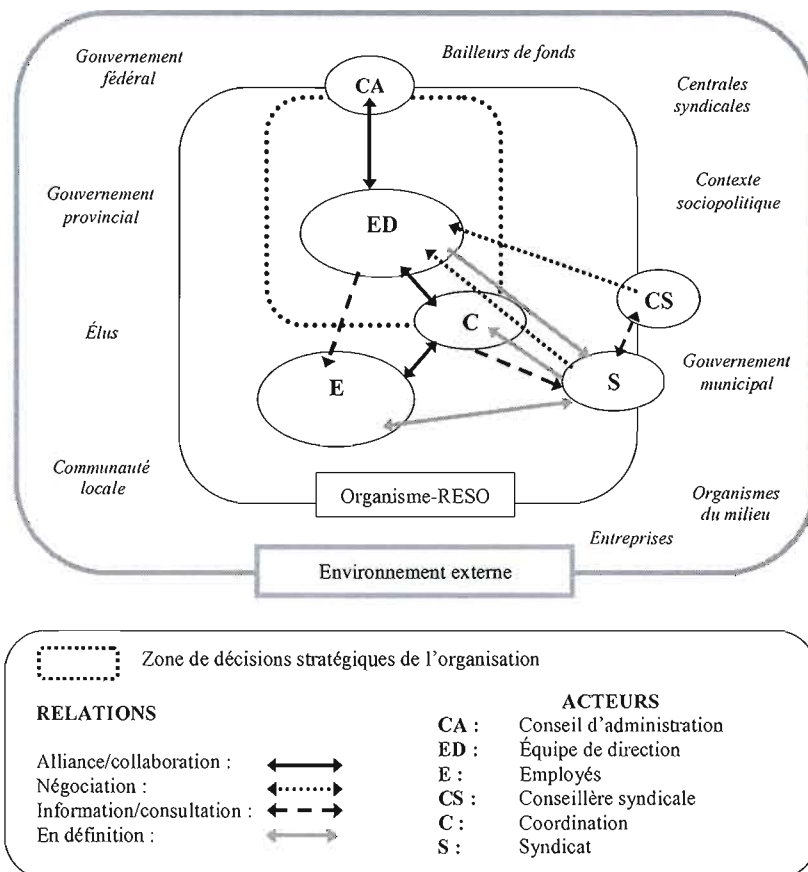 Gouvernement
fédéral
Bailleurs de fonds
CA
Centrales
syndicales
Gouvernement
provincial
Contexte
sociopolitique
ED
CS
Élus
C
Gouvernement
municipal
S
E
Communauté
locale
Organisme-RESO
Organismes
du milieu
Entreprises
Environnement externe
Zone de décisions stratégiques de l'organisation
RELATIONS
Alliance/collaboration :
Négociation :
Information/consultation :
En définition :
ACTEURS
CA : Conseil d'administration
ED : Équipe de direction
E : Employés
CS : Conseillère syndicale
C : Coordination
S : Syndicat